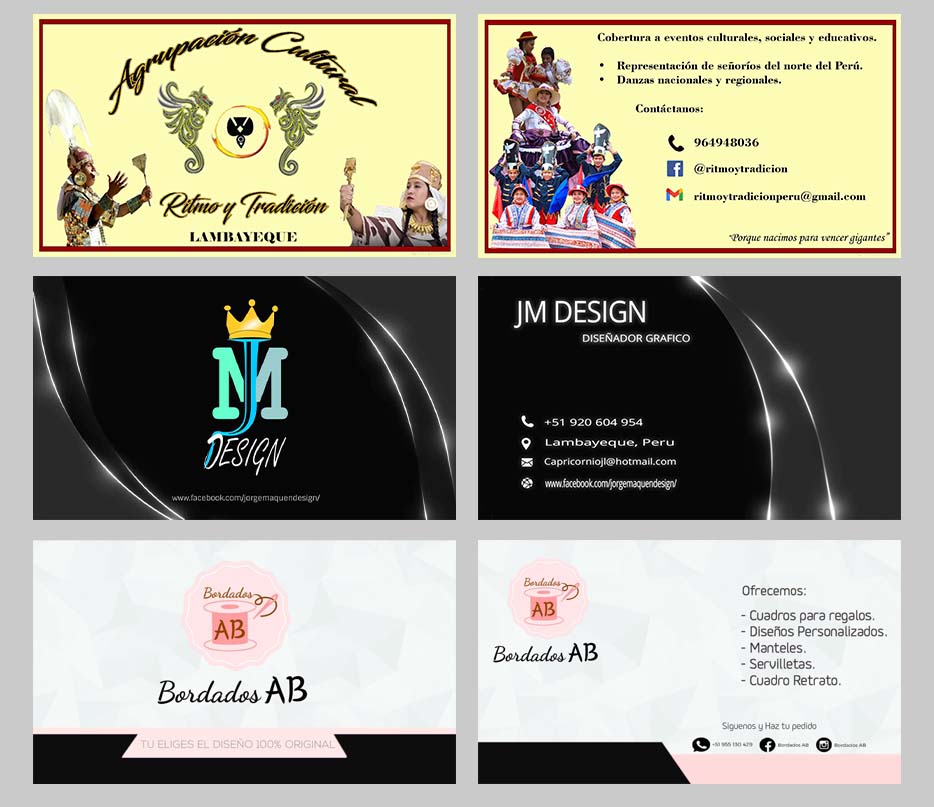 Agrupación Cultural
Ritmo y Tradición
LAMBAYEQUE
Cobertura a eventos culturales, sociales y educativos.
• Representación de señoríos del norte del Perú.
• Danzas nacionales y regionales.
Contáctanos:
964948036
@ritmoytradicion
ritmoytradicionperu@gmail.com
"Porque nacimos para vencer gigantes"
JM
DESIGN
www.facebook.com/jorgemaquendesign/
JM DESIGN
DISEÑADOR GRAFICO
+51 920 604 954
Lambayeque, Peru
Capricorniojl@hotmail.com
www.facebook.com/jorgemaquendesign/
Bordados
AB
Bordados AB
TU ELIGES EL DISEÑO 100% ORIGINAL
Bordados
AB
Bordados AB
Ofrecemos:
- Cuadros para regalos.
- Diseños Personalizados.
- Manteles.
- Servilletas.
- Cuadro Retrato.
Siguenos y Haz tu pedido
+51 955 130 429 Bordados AB Bordados AB